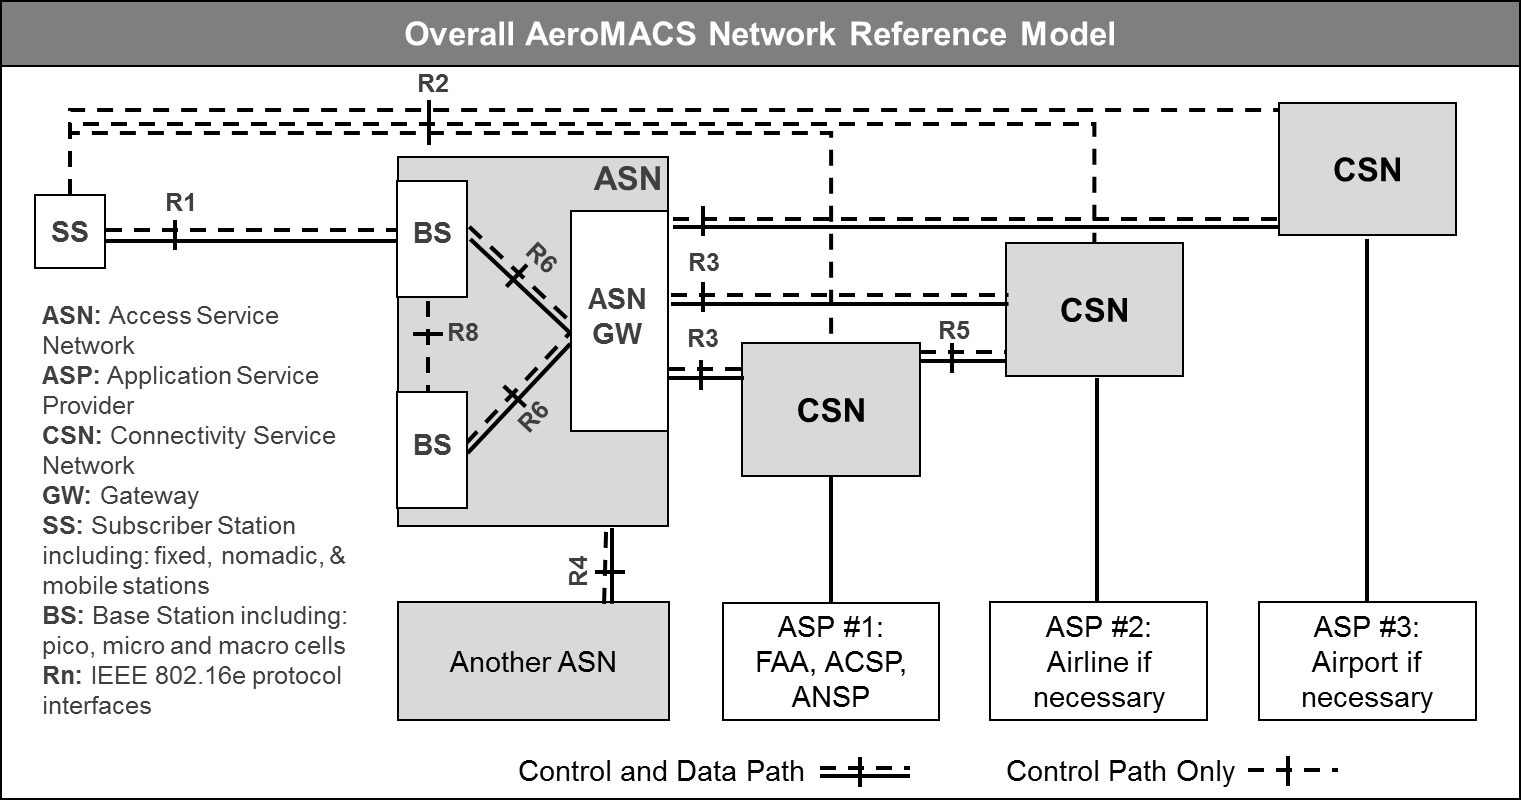 Overall AeroMACS Network Reference Model
R2
ASN
CSN
R1
SS
BS
R6
ASN
GW
R3
CSN
R8
R3
R5
R6
BS
CSN
ASN: Access Service
Network
ASP: Application Service
Provider
CSN: Connectivity Service
Network
GW: Gateway
SS: Subscriber Station
including: fixed, nomadic, &
mobile stations
BS: Base Station including:
pico, micro and macro cells
Rn: IEEE 802.16e protocol
interfaces
R4
Another ASN
ASP #1:
FAA, ACSP,
ANSP
ASP #2:
Airline if
necessary
ASP #3:
Airport if
necessary
Control and Data Path
Control Path Only